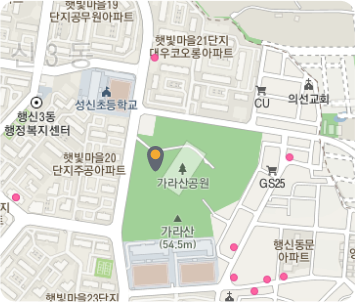 햇빛마을19
단지공무원아파트
신3동
햇빛마을21단지
대우코오롱아파트
성신초등학교
CU
의선교회
행신3동
행정복지센터
햇빛마을20
단지주공아파트
가라산공원
GS25
지
트
가라산
(54.5m)
행신동문
아파트
햇빛마을23단지